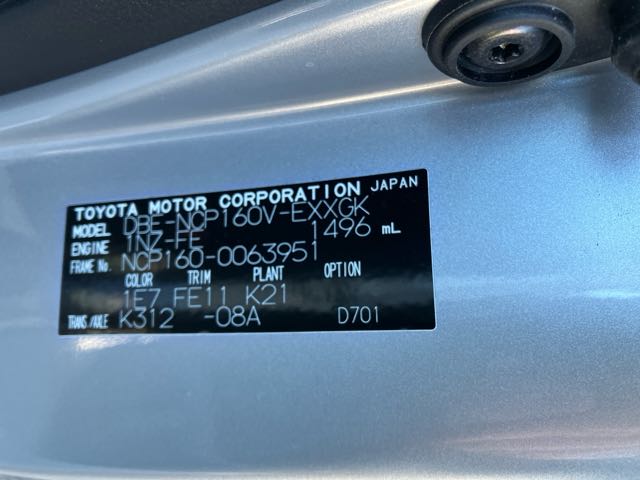 TOYOTA MOTOR CORPORATION JAPAN
MODEL DBE-NCP160V-EXXGK
ENGINE 1NZ-FE 1496 mL
FRAME No. NCP160-0063951
COLOR TRIM PLANT OPTION
1E7 FE11 K21
TRANS/AXLE K312 -08A D701